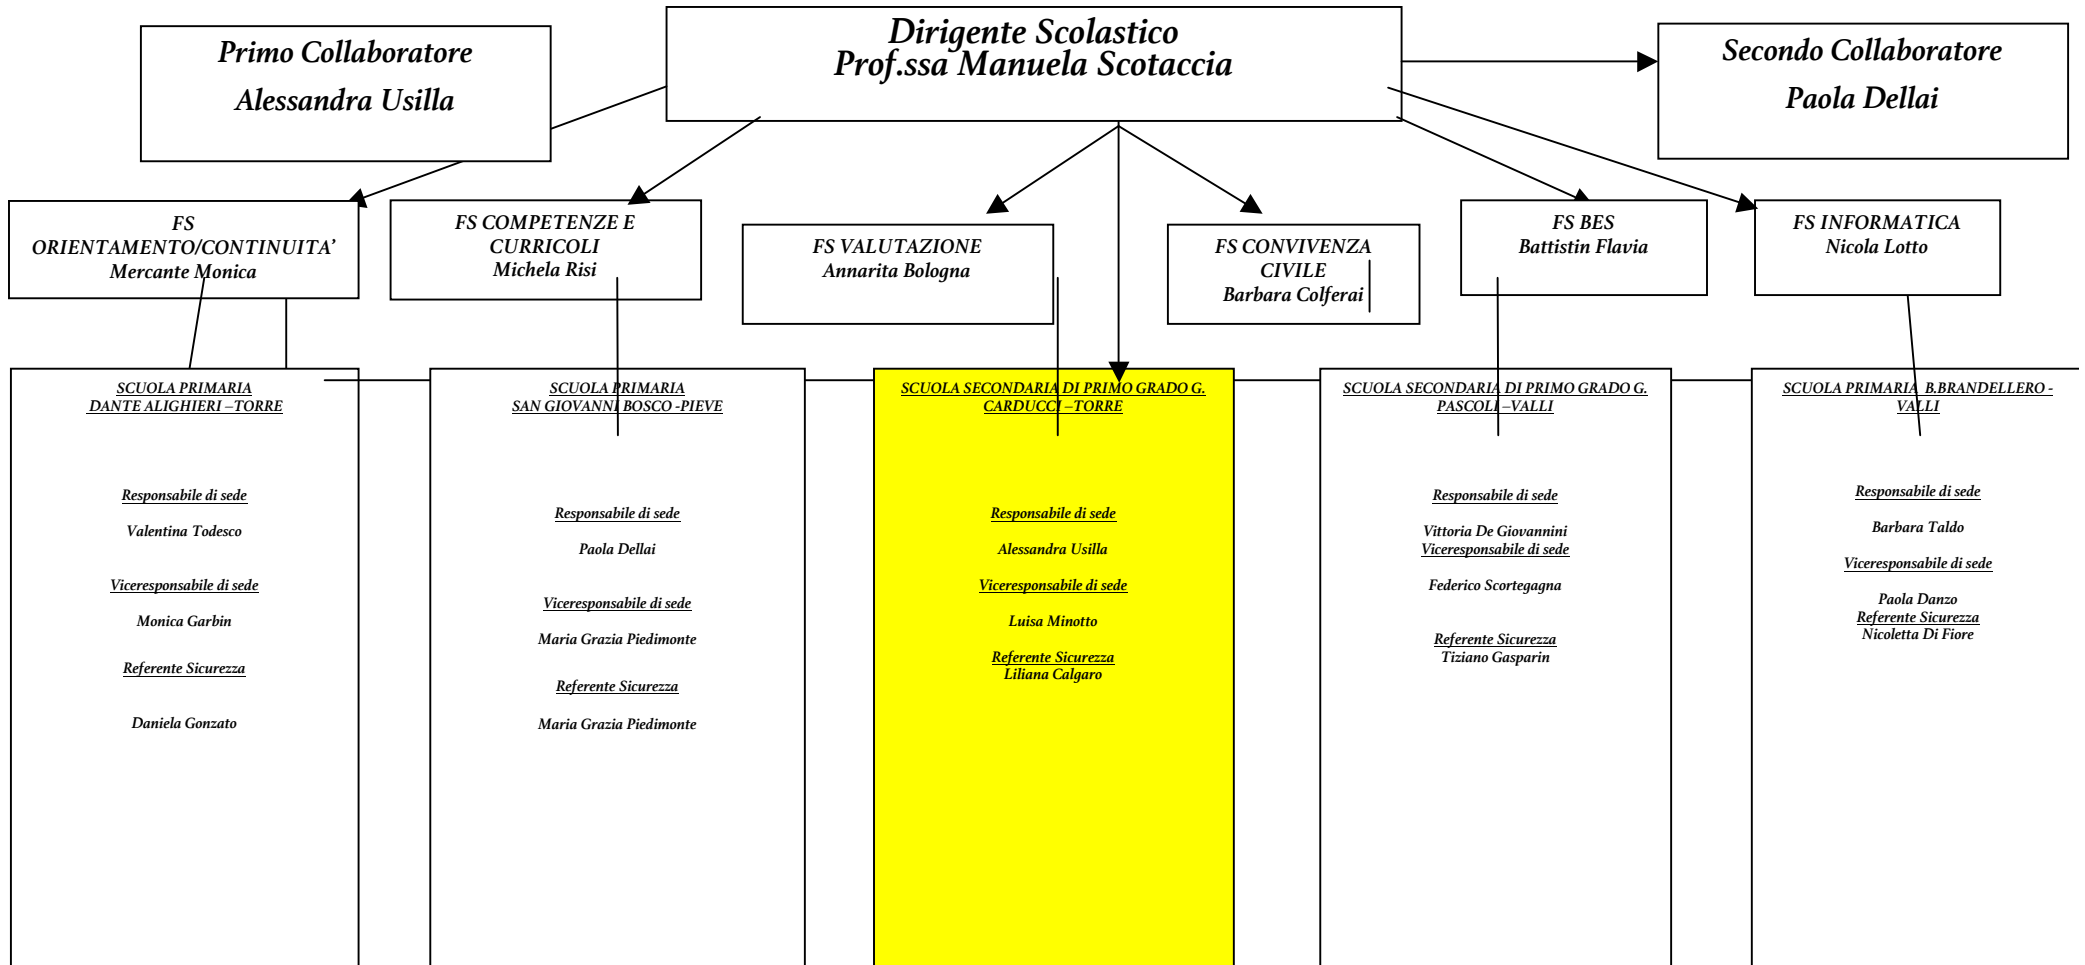 Primo Collaboratore
Alessandra Usilla
Dirigente Scolastico
Prof.ssa Manuela Scotaccia
Secondo Collaboratore
Paola Dellai
FS
ORIENTAMENTO/CONTINUITA’
Mercante Monica
FS COMPETENZE E
CURRICOLI
Michela Risi
FS VALUTAZIONE
Annarita Bologna
FS CONVIVENZA
CIVILE
Barbara Colferai
FS BES
Battistin Flavia
FS INFORMATICA
Nicola Lotto
SCUOLA PRIMARIA
DANTE ALIGHIERI –TORRE
Responsabile di sede
Valentina Todesco
Viceresponsabile di sede
Monica Garbin
Referente Sicurezza
Daniela Gonzato
SCUOLA PRIMARIA
SAN GIOVANNI BOSCO -PIEVE
Responsabile di sede
Paola Dellai
Viceresponsabile di sede
Maria Grazia Piedimonte
Referente Sicurezza
Maria Grazia Piedimonte
SCUOLA SECONDARIA DI PRIMO GRADO G.
CARDUCCI –TORRE
Responsabile di sede
Alessandra Usilla
Viceresponsabile di sede
Luisa Minotto
Referente Sicurezza
Liliana Calgaro
SCUOLA SECONDARIA DI PRIMO GRADO G.
PASCOLI –VALLI
Responsabile di sede
Vittoria De Giovannini
Viceresponsabile di sede
Federico Scortegagna
Referente Sicurezza
Tiziano Gasparin
SCUOLA PRIMARIA B.BRANDELLERO -
VALLI
Responsabile di sede
Barbara Taldo
Viceresponsabile di sede
Paola Danzo
Referente Sicurezza
Nicoletta Di Fiore